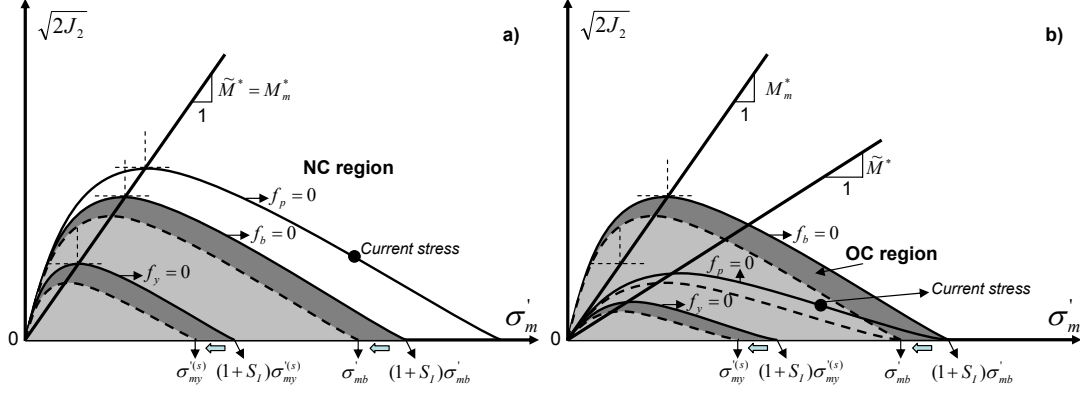 √2J₂
a)
M̃* = M*ₘ
1
NC region
fₚ = 0
f_b = 0
Current stress
f_y = 0
0
σ'ₘ
σ'⁽ˢ⁾_my (1+S_I)σ'⁽ˢ⁾_my σ'_mb (1+S_I)σ'_mb
√2J₂
b)
M*ₘ
1
M̃*
1
f_b = 0
OC region
fₚ = 0
Current stress
f_y = 0
0
σ'ₘ
σ'⁽ˢ⁾_my (1+S_I)σ'⁽ˢ⁾_my σ'_mb (1+S_I)σ'_mb